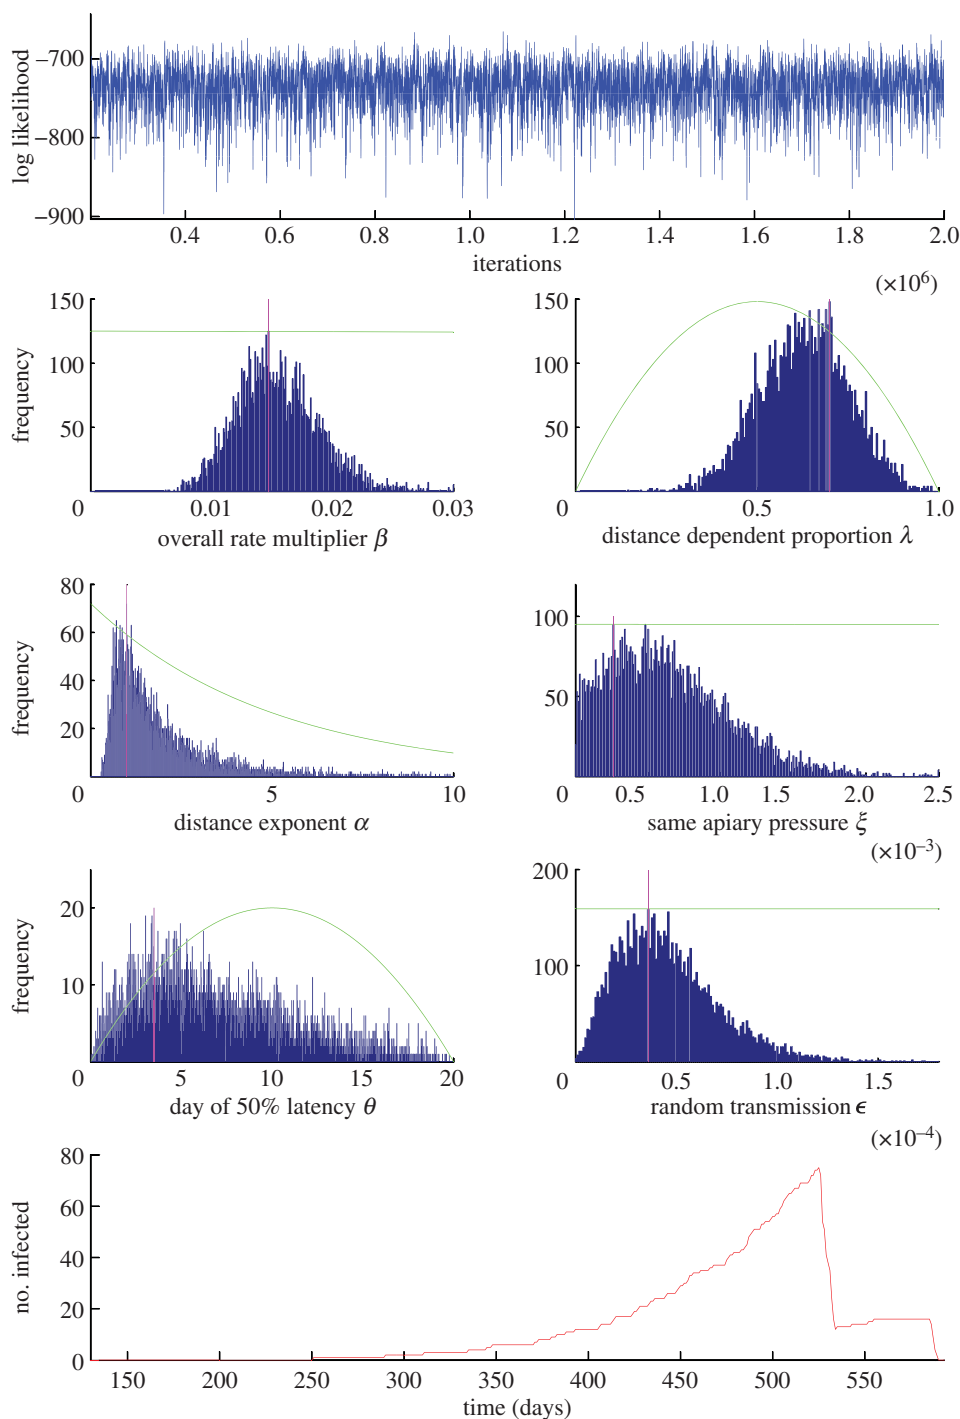 log likelihood
−700
−800
−900
0.4 0.6 0.8 1.0 1.2 1.4 1.6 1.8 2.0
iterations
(×10⁶)
frequency
150
100
50
0 0.01 0.02 0.03
overall rate multiplier β
150
100
50
0 0.5 1.0
distance dependent proportion λ
frequency
80
60
40
20
0 5 10
distance exponent α
100
50
0 0.5 1.0 1.5 2.0 2.5
same apiary pressure ξ
(×10⁻³)
frequency
20
10
0 5 10 15 20
day of 50% latency θ
200
100
0 0.5 1.0 1.5
random transmission ϵ
(×10⁻⁴)
no. infected
80
60
40
20
0
150 200 250 300 350 400 450 500 550
time (days)